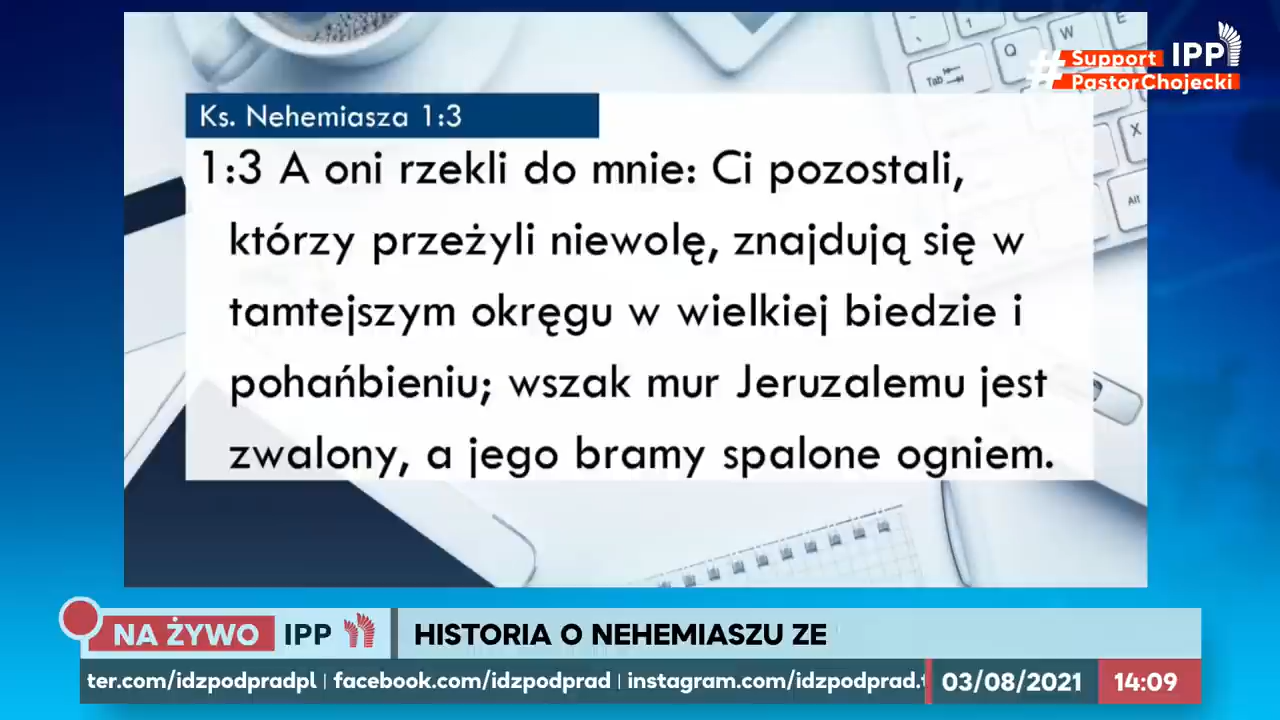 # Support IPP
PastorChojecki
Q
W
E
Tab
X
Alt
Ks. Nehemiasza 1:3
1:3 A oni rzekli do mnie: Ci pozostali,
którzy przeżyli niewolę, znajdują się w
tamtejszym okręgu w wielkiej biedzie i
pohańbieniu; wszak mur Jeruzalemu jest
zwalony, a jego bramy spalone ogniem.
NA ŻYWO IPP HISTORIA O NEHEMIASZU ZE
ter.com/idzpodpradpl | facebook.com/idzpodprad | instagram.com/idzpodprad.t 03/08/2021 14:09